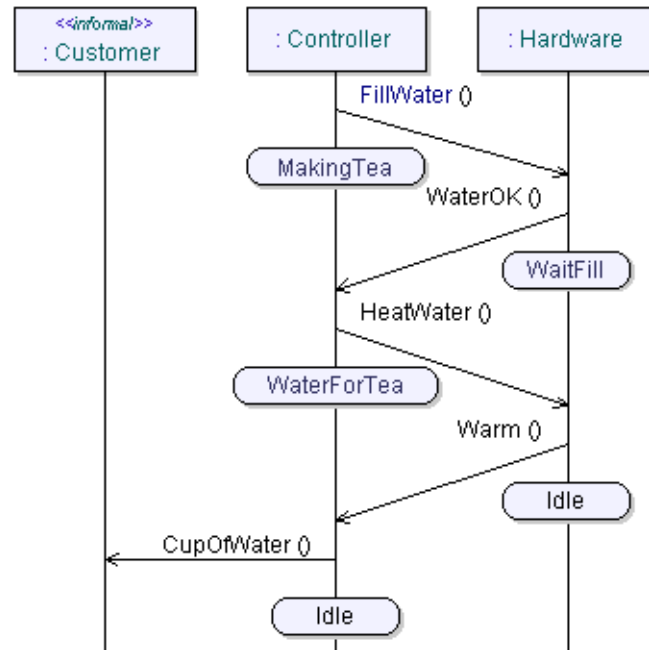 <<informal>>
: Customer
: Controller
: Hardware
FillWater ()
MakingTea
WaterOK ()
WaitFill
HeatWater ()
WaterForTea
Warm ()
Idle
CupOfWater ()
Idle